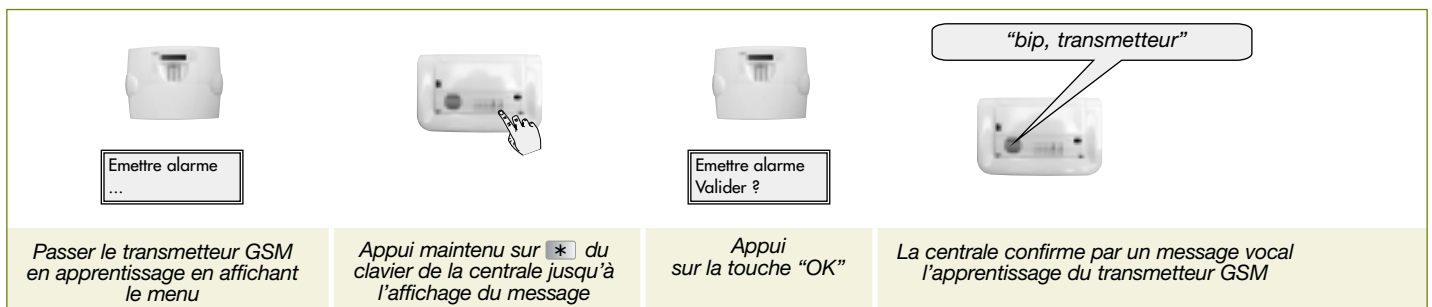 “bip, transmetteur”
Emettre alarme
...
Emettre alarme
Valider ?
Passer le transmetteur GSM
en apprentissage en affichant
le menu
Appui maintenu sur * du
clavier de la centrale jusqu’à
l’affichage du message
Appui
sur la touche “OK”
La centrale confirme par un message vocal
l’apprentissage du transmetteur GSM